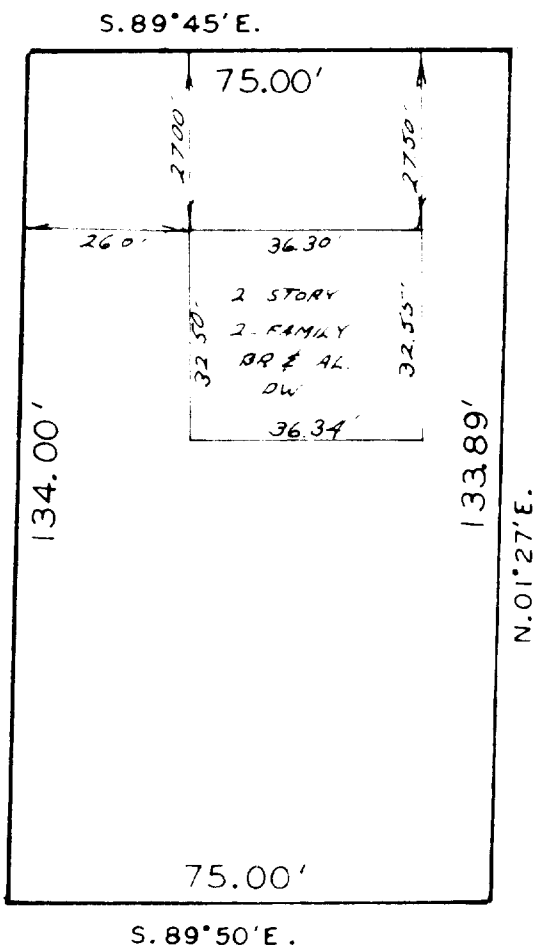 S. 89°45' E.
75.00'
27.00'
27.50'
26.0'
36.30'
2 STORY
2-FAMILY
BR & AL.
DW
32.50'
32.55'
36.34'
134.00'
133.89'
N. 01°27' E.
75.00'
S. 89°50' E.